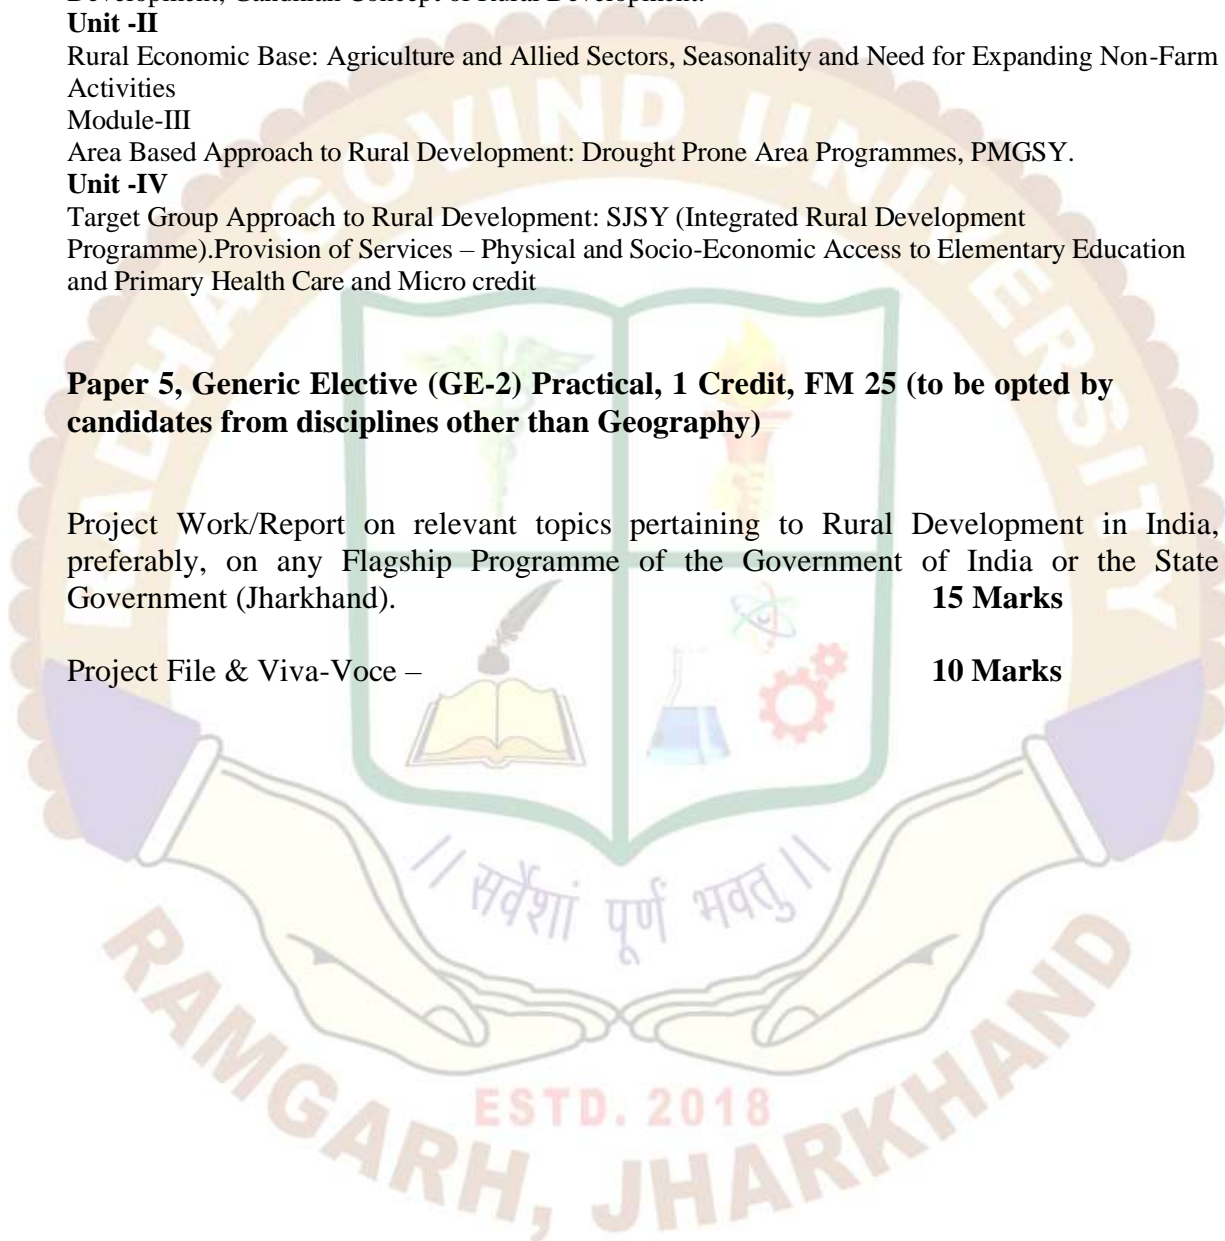 Unit -II
Rural Economic Base: Agriculture and Allied Sectors, Seasonality and Need for Expanding Non-Farm
Activities
Module-III
Area Based Approach to Rural Development: Drought Prone Area Programmes, PMGSY.
Unit -IV
Target Group Approach to Rural Development: SJSY (Integrated Rural Development
Programme).Provision of Services – Physical and Socio-Economic Access to Elementary Education
and Primary Health Care and Micro credit
Paper 5, Generic Elective (GE-2) Practical, 1 Credit, FM 25 (to be opted by
candidates from disciplines other than Geography)
Project Work/Report on relevant topics pertaining to Rural Development in India,
preferably, on any Flagship Programme of the Government of India or the State
Government (Jharkhand). 15 Marks
Project File & Viva-Voce – 10 Marks
RADHA GOVIND UNIVERSITY
// सर्वेशां पूर्ण भवतु //
ESTD. 2018
RAMGARH, JHARKHAND